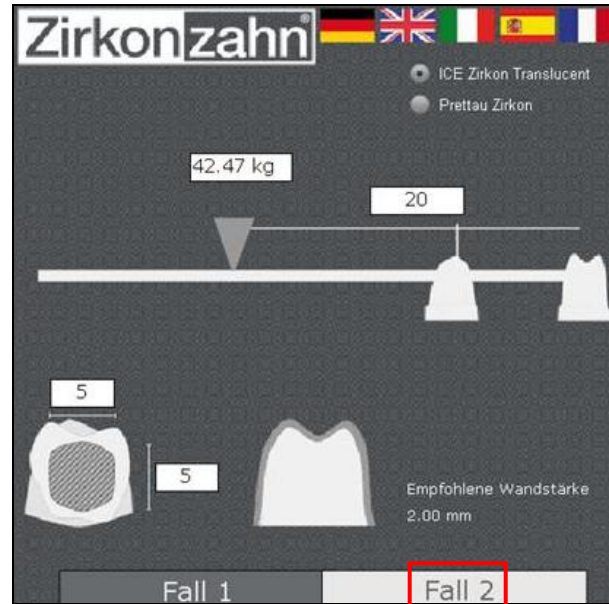 Zirkonzahn
ICE Zirkon Translucent
Prettau Zirkon
42.47 kg
20
5
5
Empfohlene Wandstärke
2.00 mm
Fall 1
Fall 2